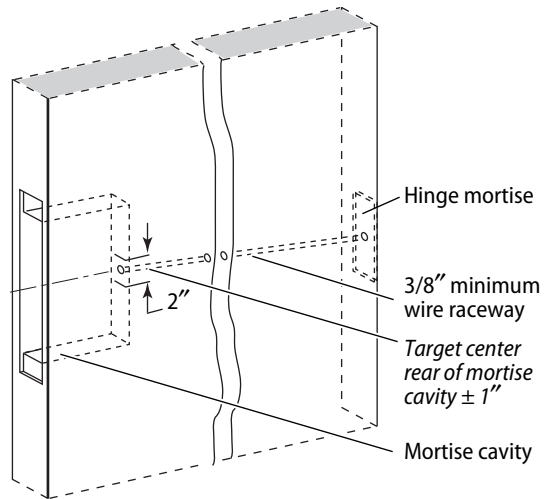 Hinge mortise
3/8″ minimum
wire raceway
2″
Target center
rear of mortise
cavity ± 1″
Mortise cavity